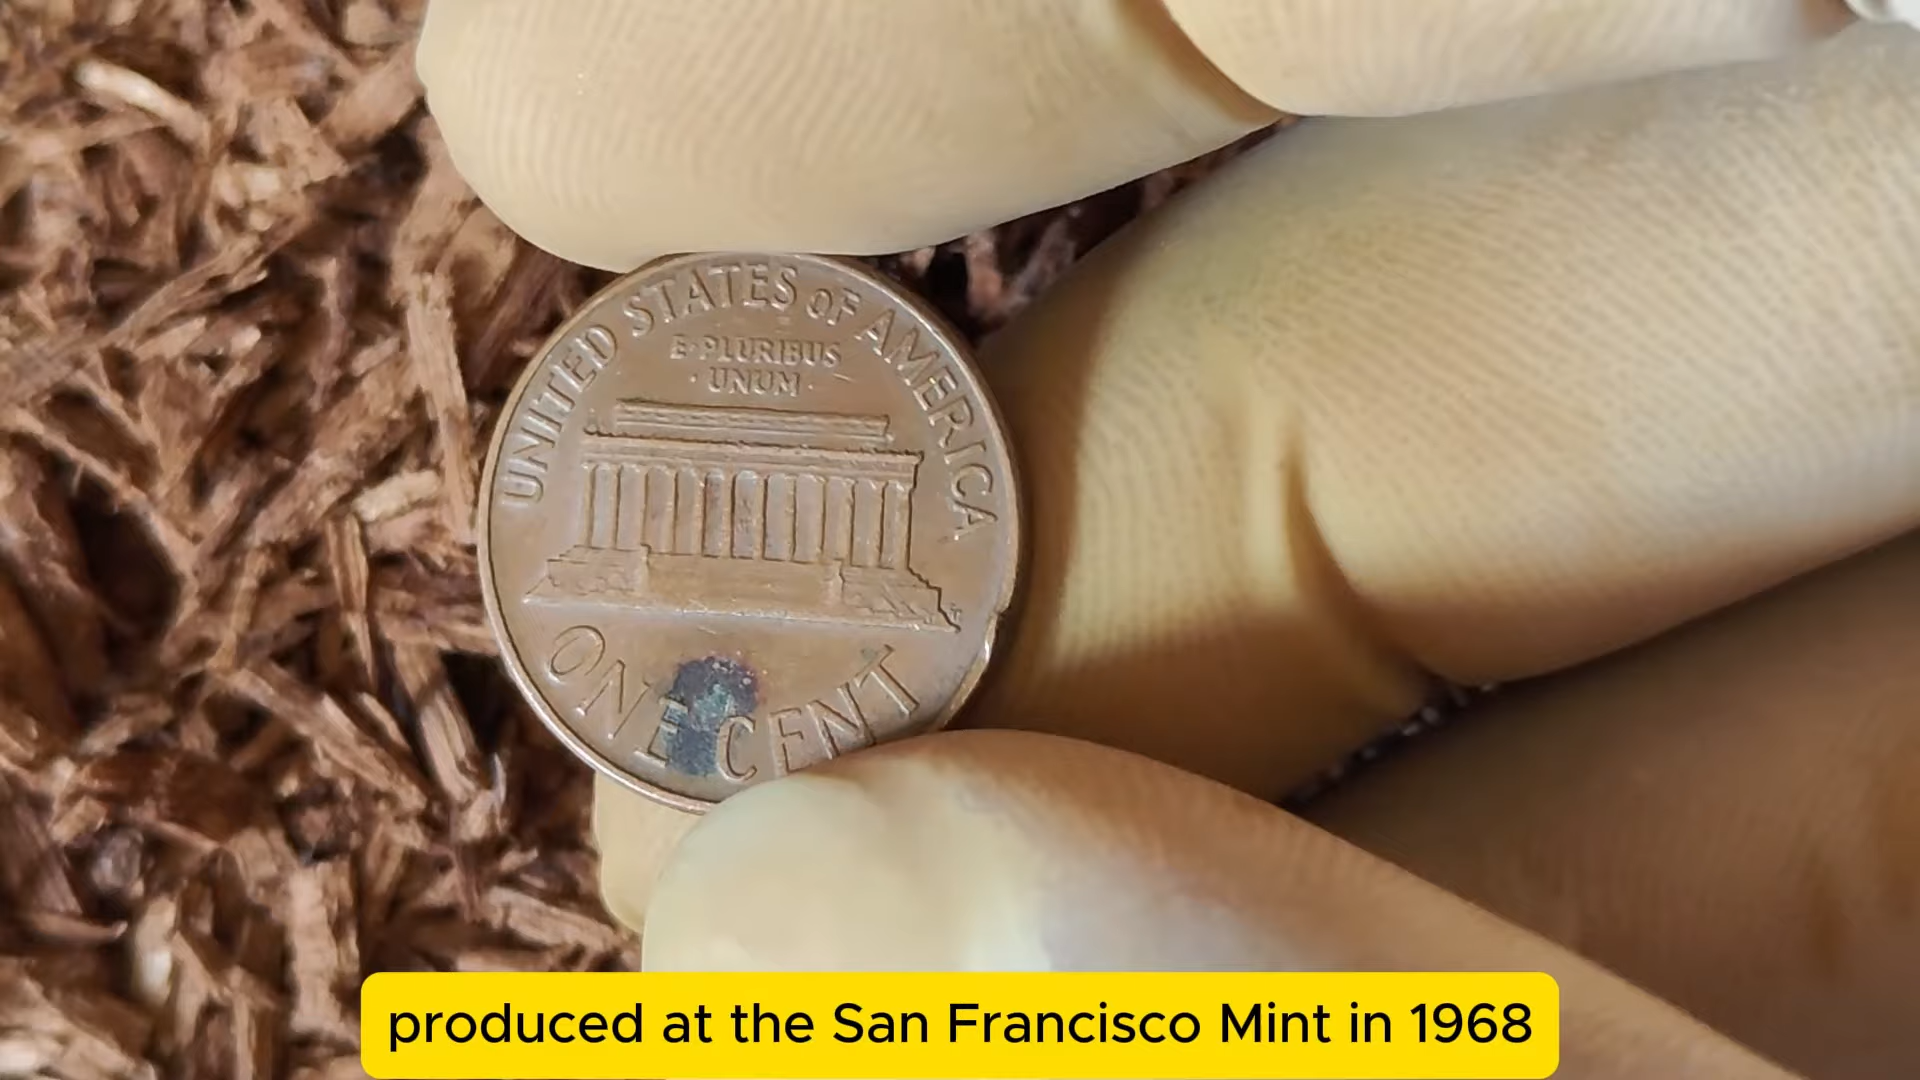 UNITED STATES OF AMERICA
E·PLURIBUS
·UNUM·
ONE CENT
produced at the San Francisco Mint in 1968